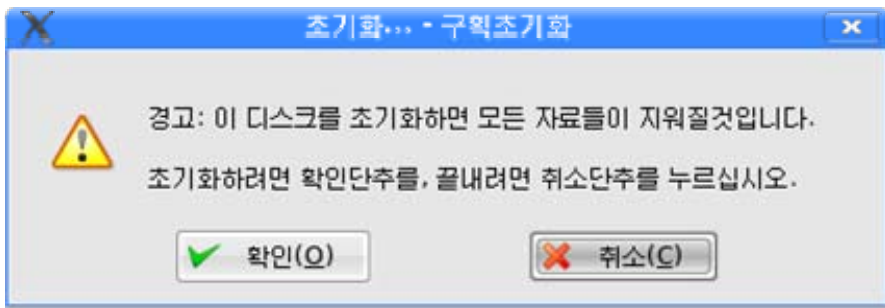 초기화... - 구획초기화
경고: 이 디스크를 초기화하면 모든 자료들이 지워질것입니다.
초기화하려면 확인단추를, 끝내려면 취소단추를 누르십시오.
확인(O)
취소(C)